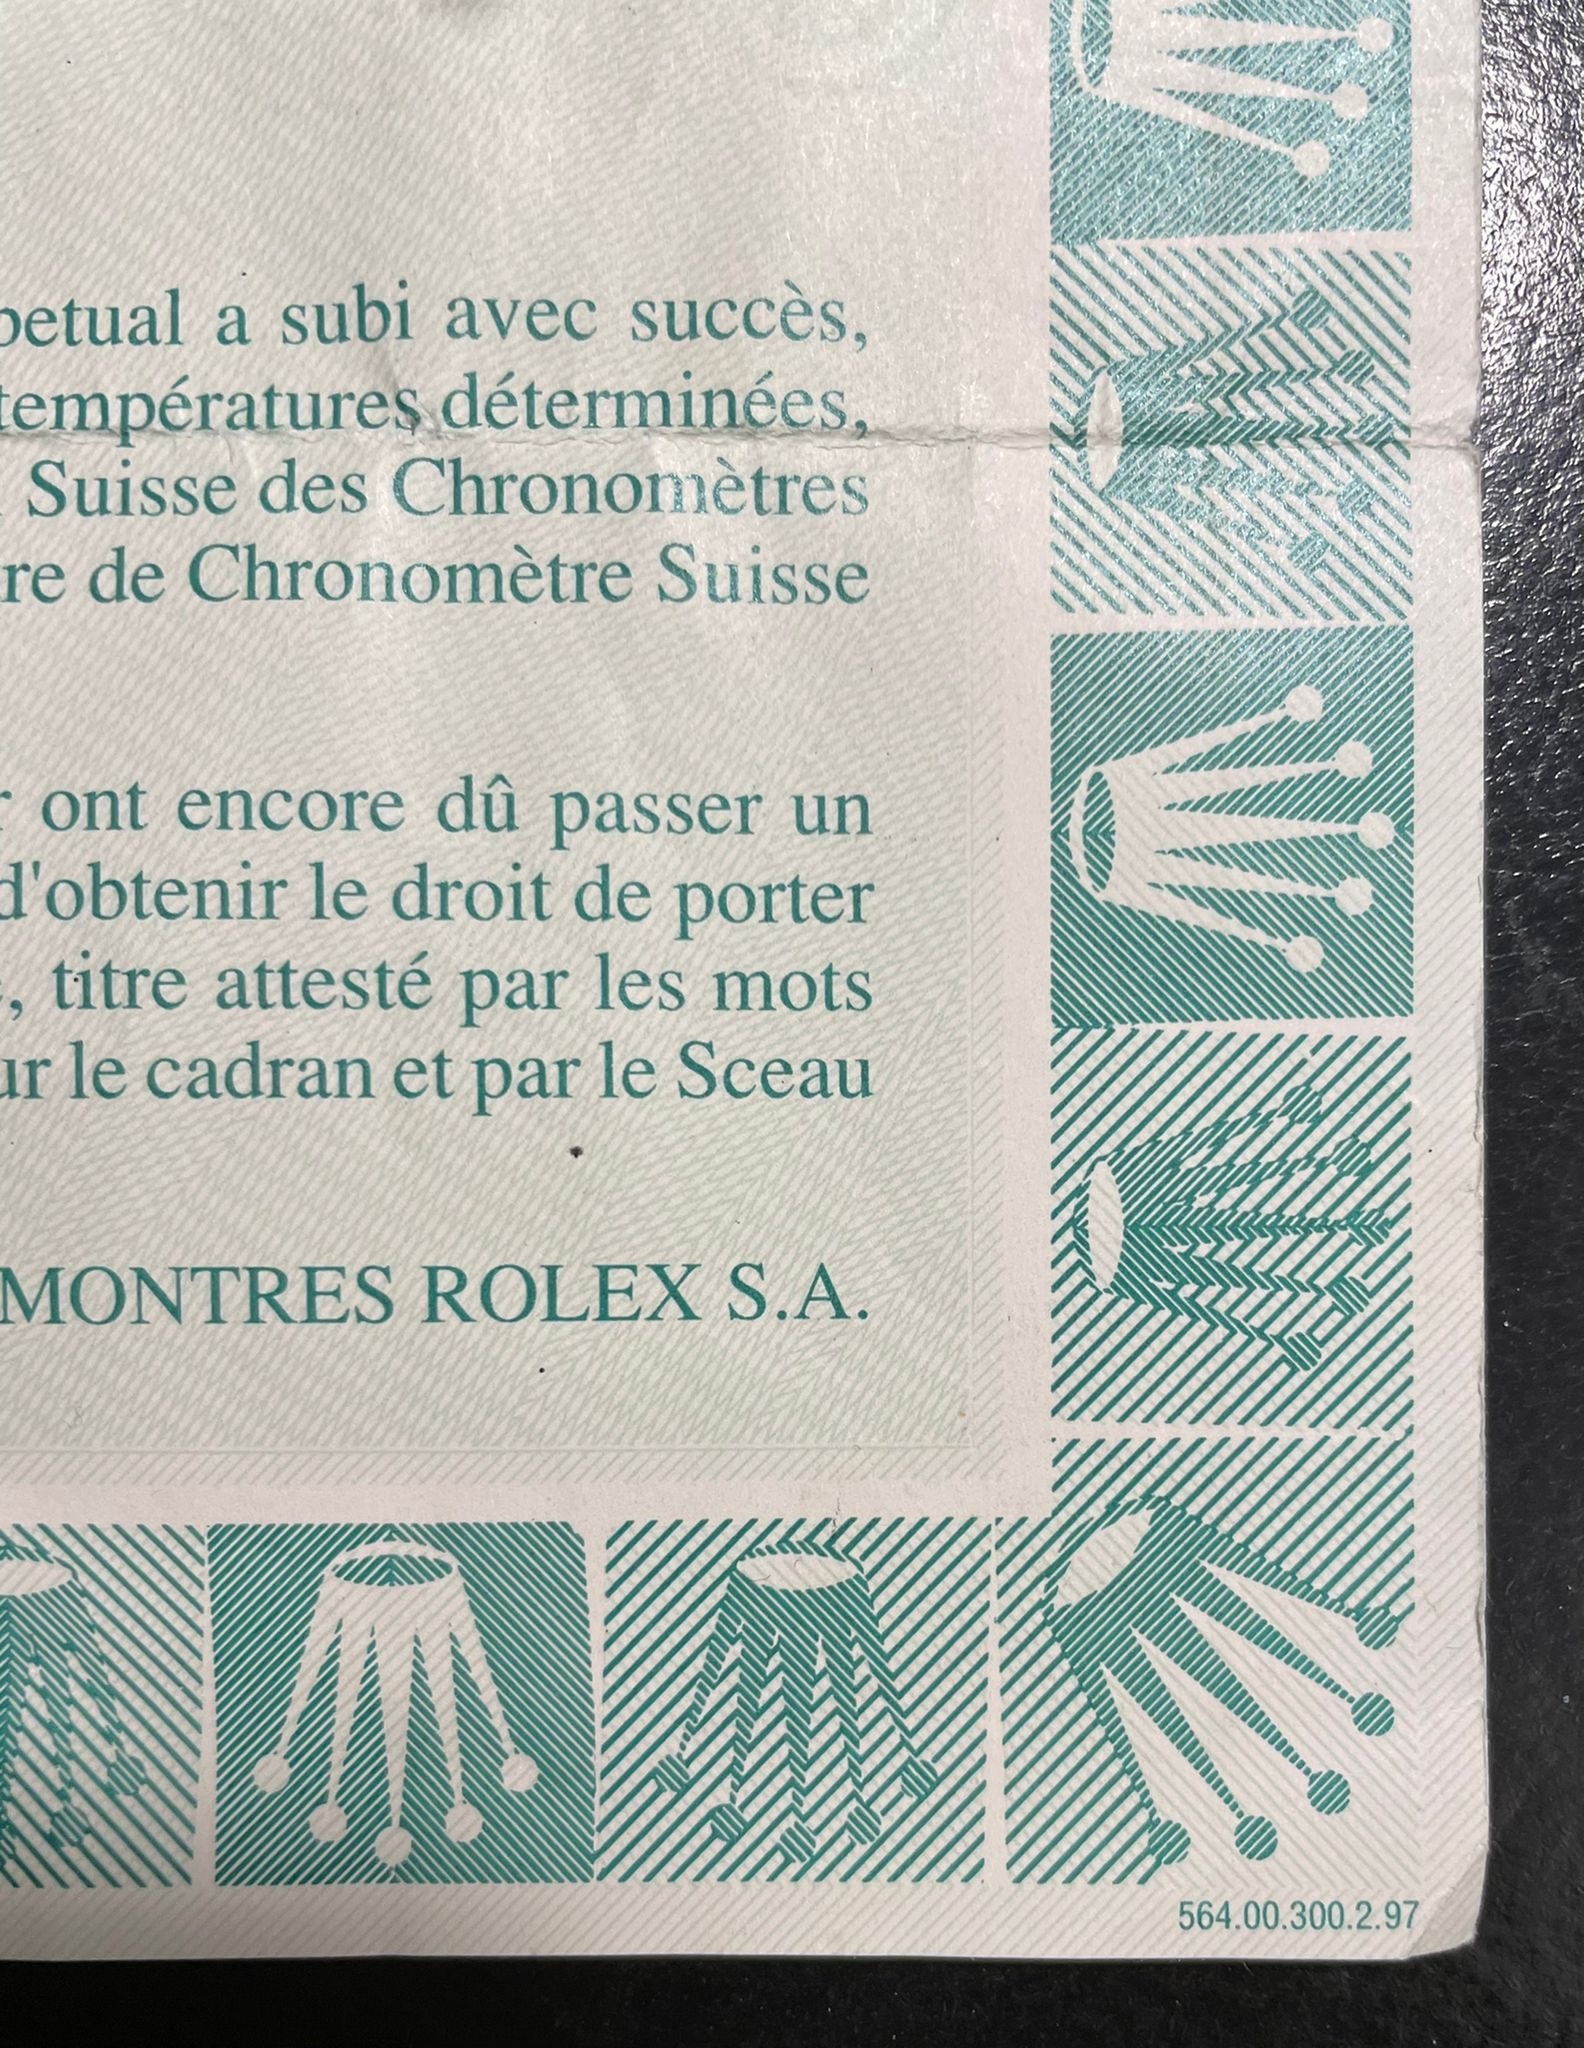 petual a subi avec succès,
températures déterminées,
Suisse des Chronomètres
re de Chronomètre Suisse
ont encore dû passer un
d'obtenir le droit de porter
, titre attesté par les mots
ur le cadran et par le Sceau
MONTRES ROLEX S.A.
564.00.300.2.97